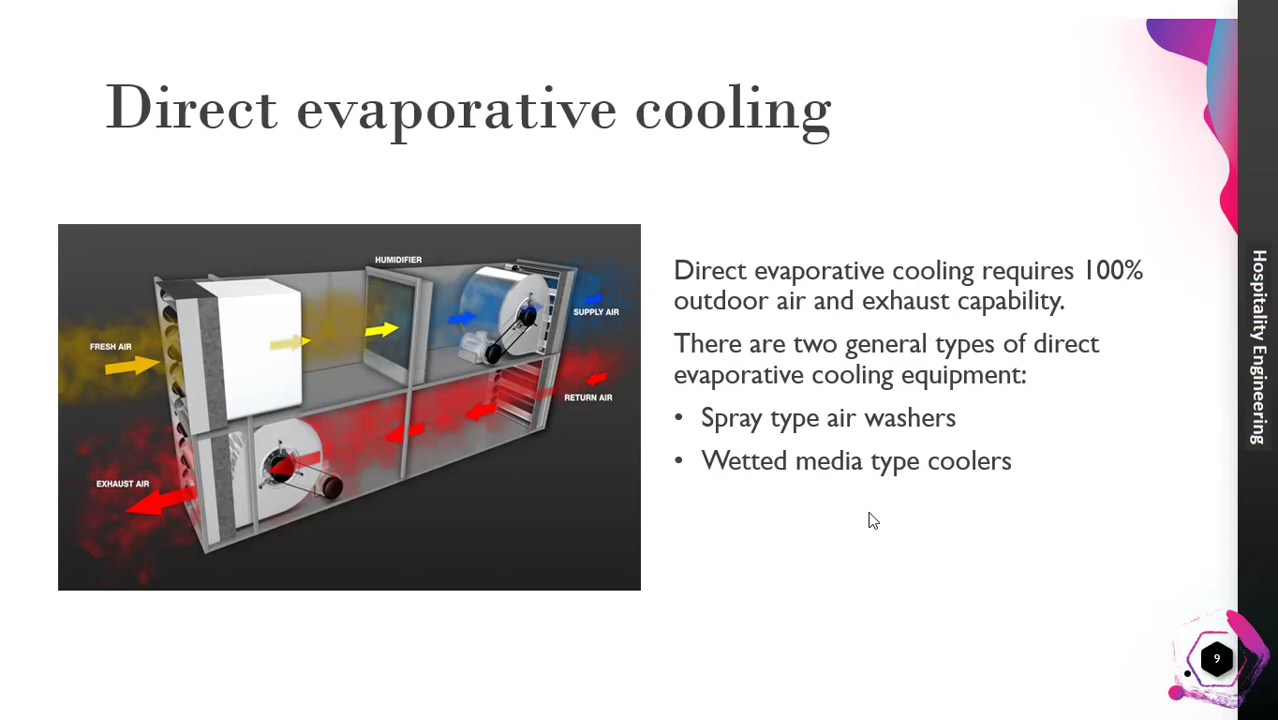 Direct evaporative cooling
HUMIDIFIER
SUPPLY AIR
FRESH AIR
RETURN AIR
EXHAUST AIR
Direct evaporative cooling requires 100%
outdoor air and exhaust capability.
There are two general types of direct
evaporative cooling equipment:
• Spray type air washers
• Wetted media type coolers
Hospitality Engineering
9